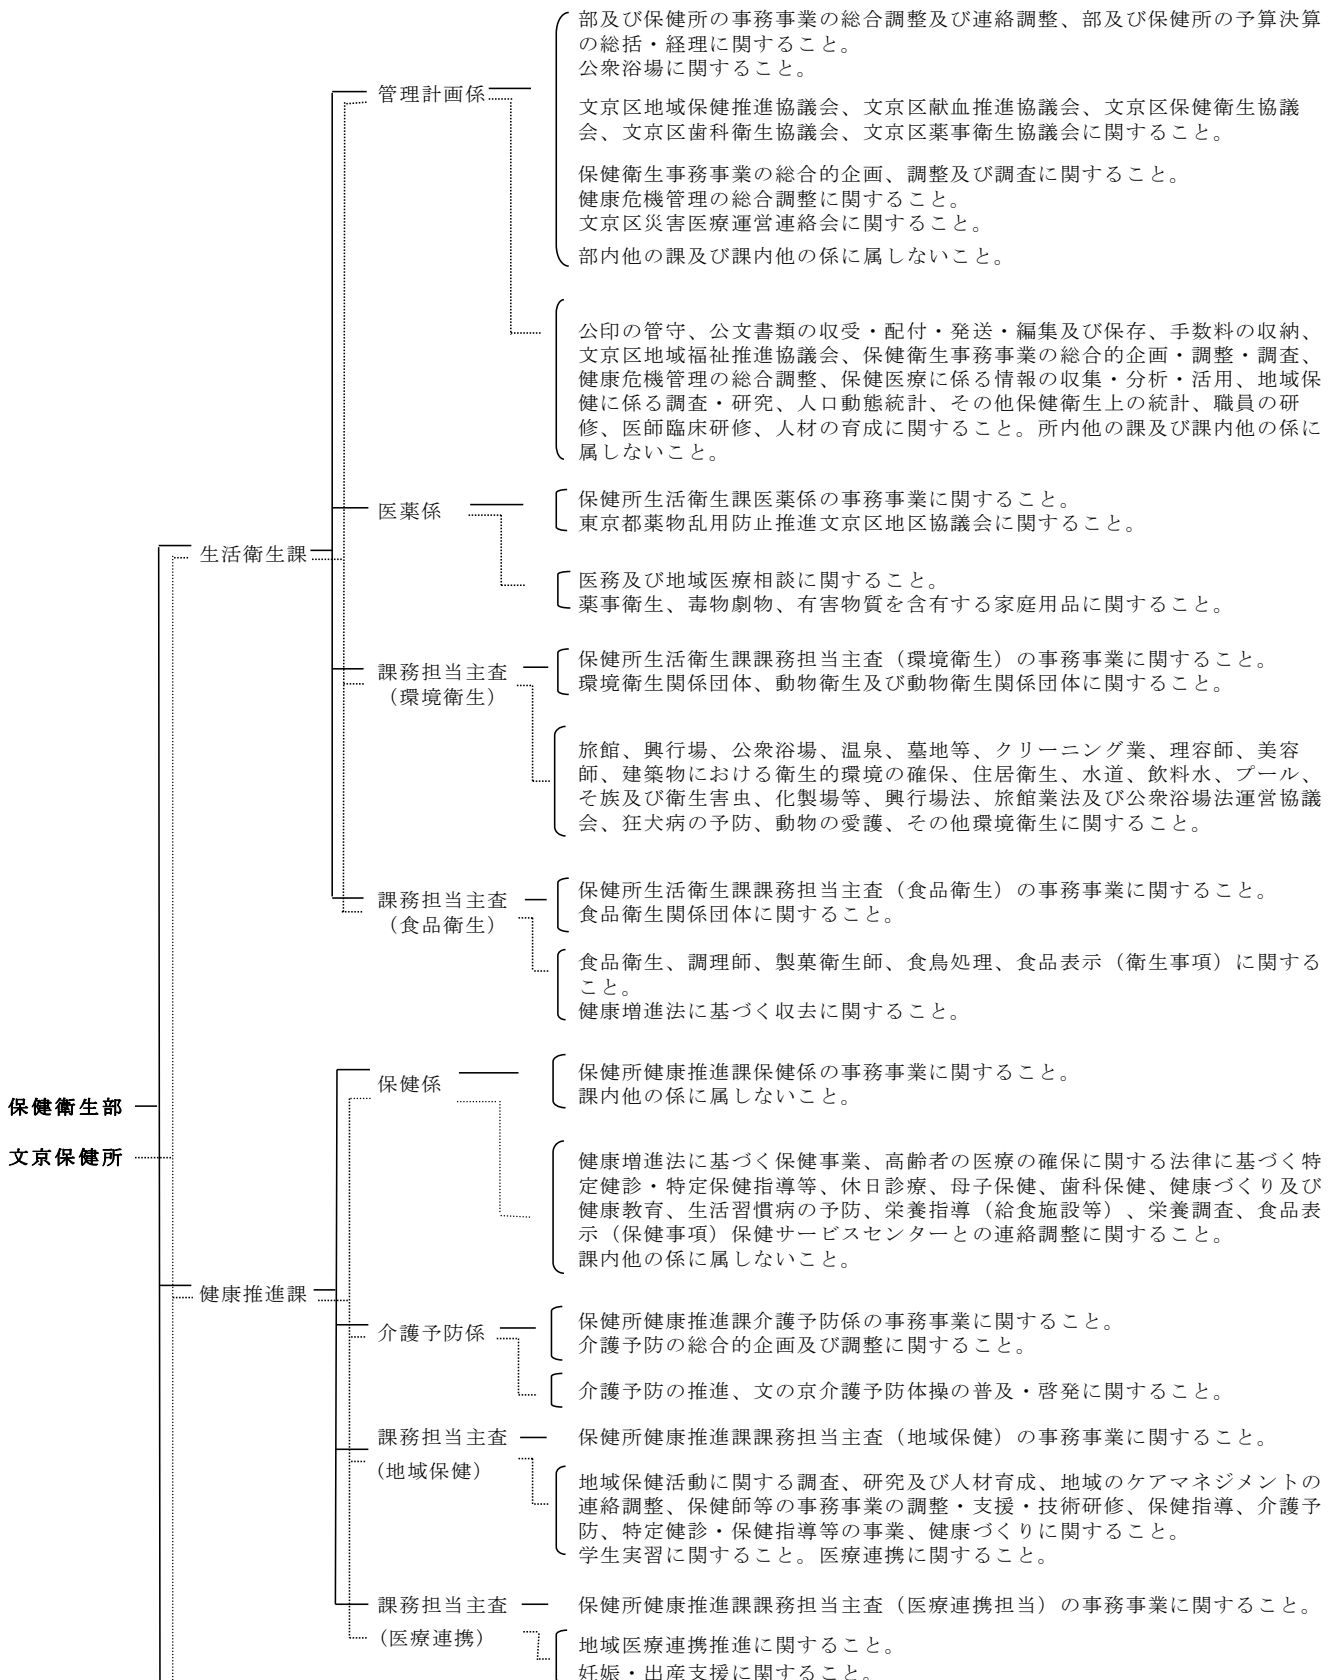 保健衛生部
文京保健所
生活衛生課
管理計画係
部及び保健所の事務事業の総合調整及び連絡調整、部及び保健所の予算決算
の総括・経理に関すること。
公衆浴場に関すること。
文京区地域保健推進協議会、文京区献血推進協議会、文京区保健衛生協議
会、文京区歯科衛生協議会、文京区薬事衛生協議会に関すること。
保健衛生事務事業の総合的企画、調整及び調査に関すること。
健康危機管理の総合調整に関すること。
文京区災害医療運営連絡会に関すること。
部内他の課及び課内他の係に属しないこと。
公印の管守、公文書類の収受・配付・発送・編集及び保存、手数料の収納、
文京区地域福祉推進協議会、保健衛生事務事業の総合的企画・調整・調査、
健康危機管理の総合調整、保健医療に係る情報の収集・分析・活用、地域保
健に係る調査・研究、人口動態統計、その他保健衛生上の統計、職員の研
修、医師臨床研修、人材の育成に関すること。所内他の課及び課内他の係に
属しないこと。
医薬係
保健所生活衛生課医薬係の事務事業に関すること。
東京都薬物乱用防止推進文京区地区協議会に関すること。
医務及び地域医療相談に関すること。
薬事衛生、毒物劇物、有害物質を含有する家庭用品に関すること。
課務担当主査
（環境衛生）
保健所生活衛生課課務担当主査（環境衛生）の事務事業に関すること。
環境衛生関係団体、動物衛生及び動物衛生関係団体に関すること。
旅館、興行場、公衆浴場、温泉、墓地等、クリーニング業、理容師、美容
師、建築物における衛生的環境の確保、住居衛生、水道、飲料水、プール、
そ族及び衛生害虫、化製場等、興行場法、旅館業法及び公衆浴場法運営協議
会、狂犬病の予防、動物の愛護、その他環境衛生に関すること。
課務担当主査
（食品衛生）
保健所生活衛生課課務担当主査（食品衛生）の事務事業に関すること。
食品衛生関係団体に関すること。
食品衛生、調理師、製菓衛生師、食鳥処理、食品表示（衛生事項）に関する
こと。
健康増進法に基づく収去に関すること。
健康推進課
保健係
保健所健康推進課保健係の事務事業に関すること。
課内他の係に属しないこと。
健康増進法に基づく保健事業、高齢者の医療の確保に関する法律に基づく特
定健診・特定保健指導等、休日診療、母子保健、歯科保健、健康づくり及び
健康教育、生活習慣病の予防、栄養指導（給食施設等）、栄養調査、食品表
示（保健事項）保健サービスセンターとの連絡調整に関すること。
課内他の係に属しないこと。
介護予防係
保健所健康推進課介護予防係の事務事業に関すること。
介護予防の総合的企画及び調整に関すること。
介護予防の推進、文の京介護予防体操の普及・啓発に関すること。
課務担当主査
（地域保健）
保健所健康推進課課務担当主査（地域保健）の事務事業に関すること。
地域保健活動に関する調査、研究及び人材育成、地域のケアマネジメントの
連絡調整、保健師等の事務事業の調整・支援・技術研修、保健指導、介護予
防、特定健診・保健指導等の事業、健康づくりに関すること。
学生実習に関すること。医療連携に関すること。
課務担当主査
（医療連携）
保健所健康推進課課務担当主査（医療連携担当）の事務事業に関すること。
地域医療連携推進に関すること。
妊娠・出産支援に関すること。